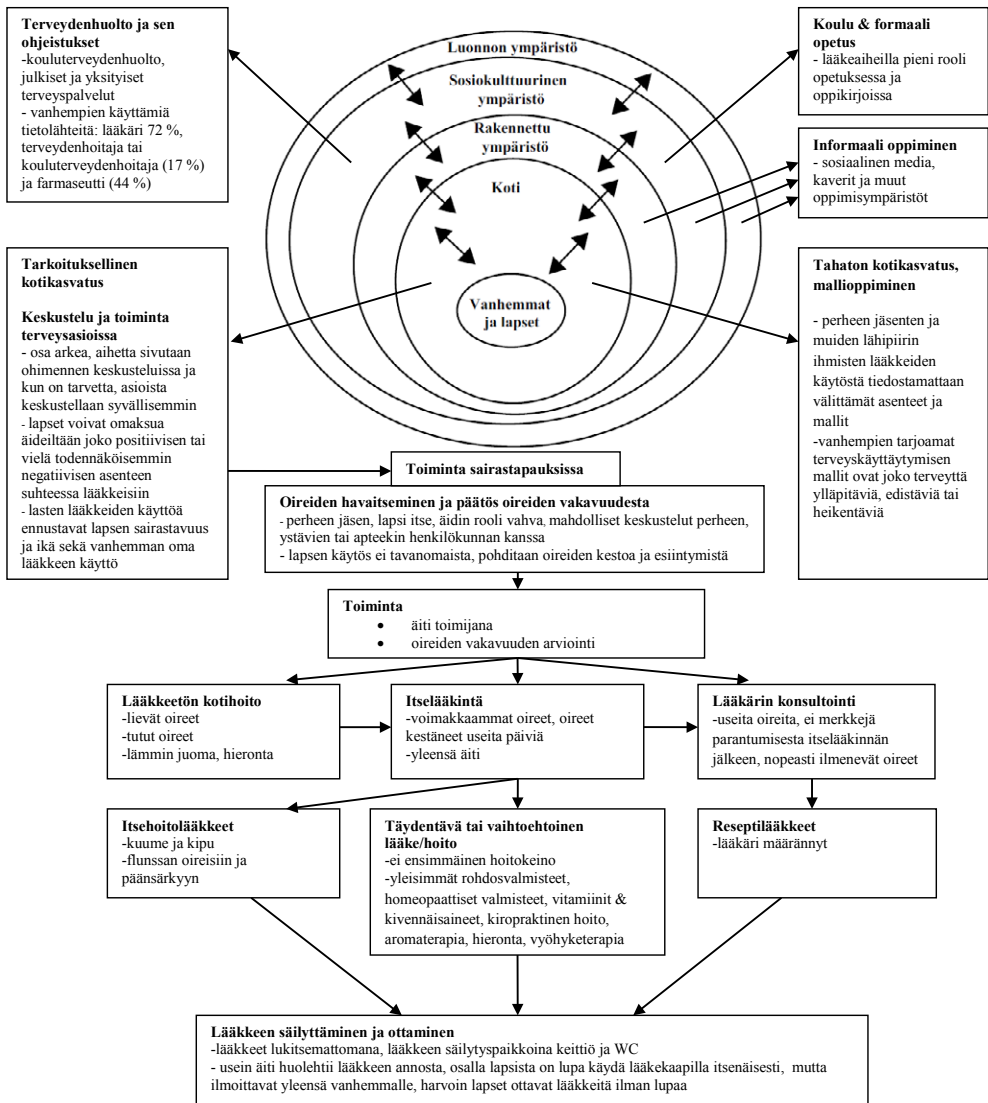 Terveydenhuolto ja sen
ohjeistukset
-kouluterveydenhuolto,
julkiset ja yksityiset
terveyspalvelut
- vanhempien käyttämiä
tietolähteitä: lääkäri 72 %,
terveydenhoitaja tai
kouluterveydenhoitaja (17 %)
ja farmaseutti (44 %)
Luonnon ympäristö
Sosiokulttuurinen
ympäristö
Rakennettu
ympäristö
Koti
Vanhemmat
ja lapset
Koulu & formaali
opetus
- lääkeaiheilla pieni rooli
opetuksessa ja
oppikirjoissa
Informaali oppiminen
- sosiaalinen media,
kaverit ja muut
oppimisympäristöt
Tarkoituksellinen
kotikasvatus
Keskustelu ja toiminta
terveysasioissa
- osa arkea, aihetta sivutaan
ohimennen keskusteluissa ja
kun on tarvetta, asioista
keskustellaan syvällisemmin
- lapset voivat omaksua
äideiltään joko positiivisen tai
vielä todennäköisemmin
negatiivisen asenteen
suhteessa lääkkeisiin
- lasten lääkkeiden käyttöä
ennustavat lapsen sairastavuus
ja ikä sekä vanhemman oma
lääkkeen käyttö
Tahaton kotikasvatus,
mallioppiminen
- perheen jäsenten ja
muiden lähipiirin
ihmisten lääkkeiden
käytöstä tiedostamattaan
välittämät asenteet ja
mallit
-vanhempien tarjoamat
terveyskäyttäytymisen
mallit ovat joko terveyttä
ylläpitäviä, edistäviä tai
heikentäviä
Toiminta sairastapauksissa
Oireiden havaitseminen ja päätös oireiden vakavuudesta
- perheen jäsen, lapsi itse, äidin rooli vahva, mahdolliset keskustelut perheen,
ystävien tai apteekin henkilökunnan kanssa
- lapsen käytös ei tavanomaista, pohditaan oireiden kestoa ja esiintymistä
Toiminta
• äiti toimijana
• oireiden vakavuuden arviointi
Lääkkeetön kotihoito
-lievät oireet
-tutut oireet
-lämmin juoma, hieronta
Itselääkintä
-voimakkaammat oireet, oireet
kestäneet useita päiviä
-yleensä äiti
Lääkärin konsultointi
-useita oireita, ei merkkejä
parantumisesta itselääkinnän
jälkeen, nopeasti ilmenevät oireet
Itsehoitolääkkeet
-kuume ja kipu
-flunssan oireisiin ja
päänsärkyyn
Täydentävä tai vaihtoehtoinen
lääke/hoito
-ei ensimmäinen hoitokeino
-yleisimmät rohdosvalmisteet,
homeopaattiset valmisteet, vitamiinit &
kivennäisaineet, kiropraktinen hoito,
aromaterapia, hieronta, vyöhyketerapia
Reseptilääkkeet
-lääkäri määrännyt
Lääkkeen säilyttäminen ja ottaminen
-lääkkeet lukitsemattomana, lääkkeen säilytyspaikkoina keittiö ja WC
- usein äiti huolehtii lääkkeen annosta, osalla lapsista on lupa käydä lääkekaapilla itsenäisesti, mutta
ilmoittavat yleensä vanhemmalle, harvoin lapset ottavat lääkkeitä ilman lupaa